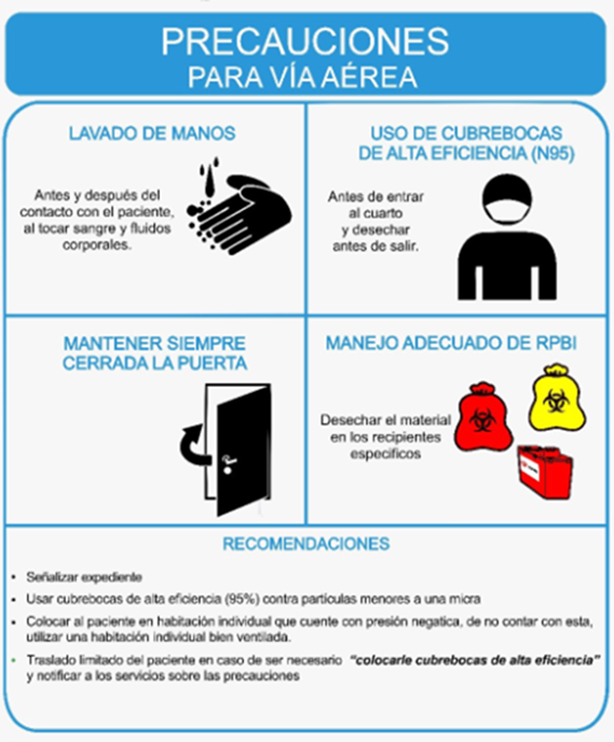 PRECAUCIONES
PARA VÍA AÉREA
LAVADO DE MANOS
Antes y después del
contacto con el paciente,
al tocar sangre y fluidos
corporales.
USO DE CUBREBOCAS
DE ALTA EFICIENCIA (N95)
Antes de entrar
al cuarto
y desechar
antes de salir.
MANTENER SIEMPRE
CERRADA LA PUERTA
MANEJO ADECUADO DE RPBI
Desechar el material
en los recipientes
especificos
RECOMENDACIONES
• Señalizar expediente
• Usar cubrebocas de alta eficiencia (95%) contra partículas menores a una micra
• Colocar al paciente en habitación individual que cuente con presión negatica, de no contar con esta,
utilizar una habitación individual bien ventilada.
• Traslado limitado del paciente en caso de ser necesario "colocarle cubrebocas de alta eficiencia"
y notificar a los servicios sobre las precauciones